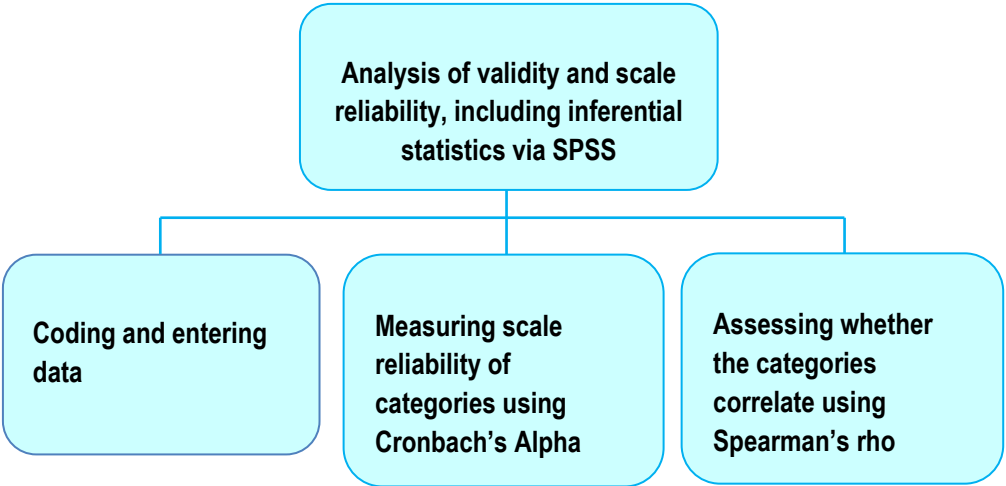 Analysis of validity and scale
reliability, including inferential
statistics via SPSS
Coding and entering
data
Measuring scale
reliability of
categories using
Cronbach’s Alpha
Assessing whether
the categories
correlate using
Spearman’s rho